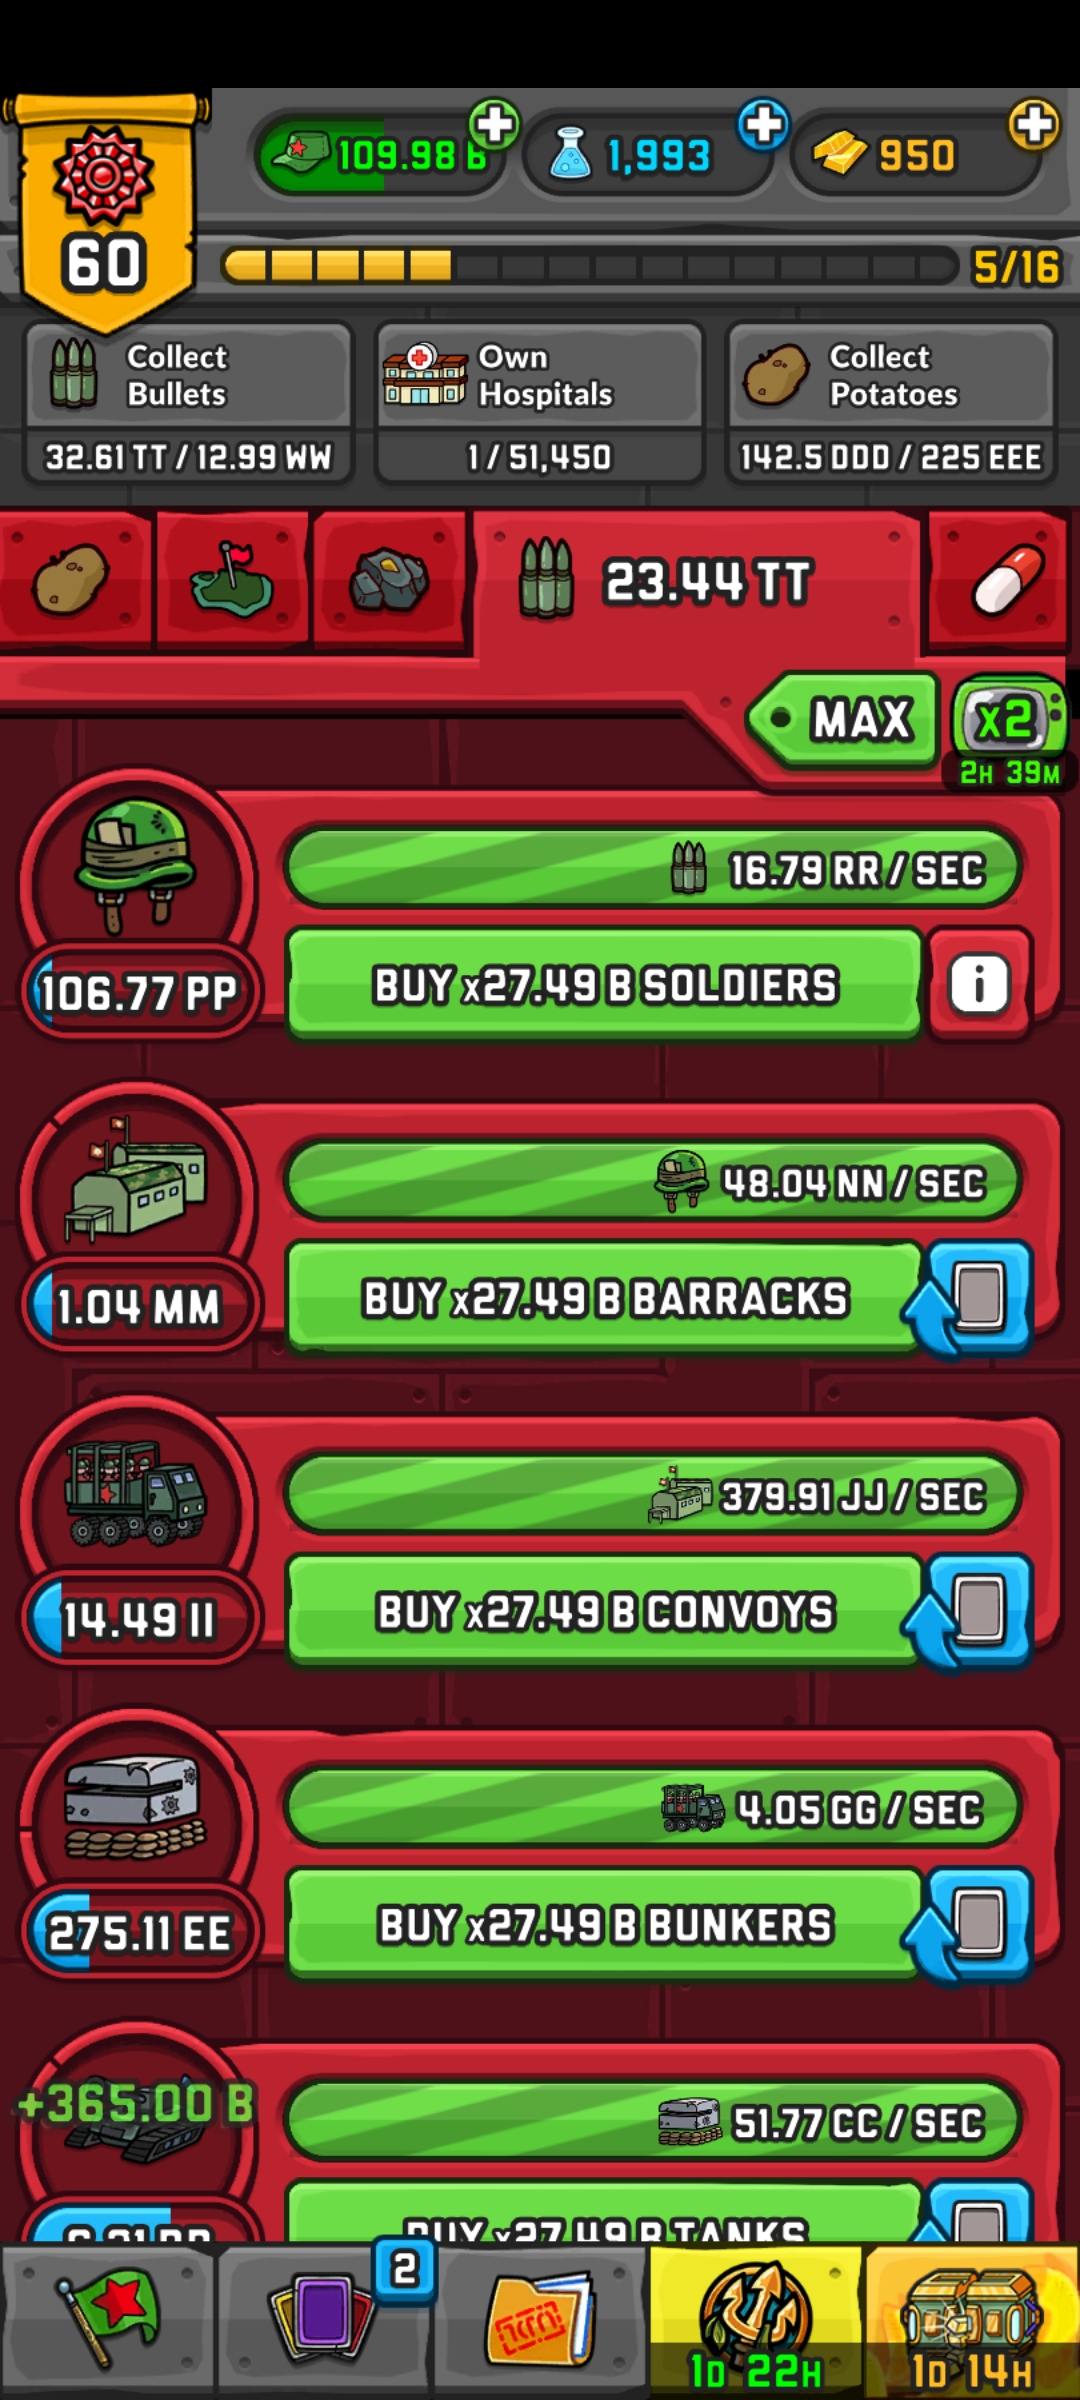 109.98 B
1,993
950
60
5/16
Collect
Bullets
32.61 TT / 12.99 WW
Own
Hospitals
1 / 51,450
Collect
Potatoes
142.5 DDD / 225 EEE
23.44 TT
MAX
x2
2H 39M
16.79 RR / SEC
106.77 PP
BUY x27.49 B SOLDIERS
i
48.04 NN / SEC
1.04 MM
BUY x27.49 B BARRACKS
379.91 JJ / SEC
14.49 II
BUY x27.49 B CONVOYS
4.05 GG / SEC
275.11 EE
BUY x27.49 B BUNKERS
+365.00 B
51.77 CC / SEC
BUY x27.49 B TANKS
2
1D 22H
1D 14H